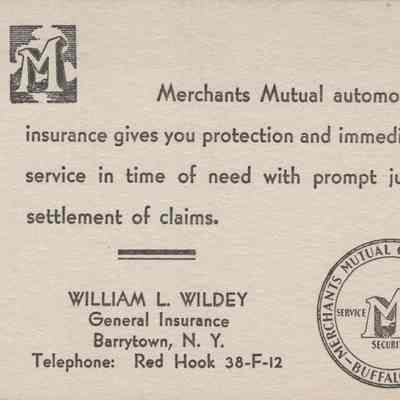 M
Merchants Mutual automo
insurance gives you protection and immedi
service in time of need with prompt ju
settlement of claims.
WILLIAM L. WILDEY
General Insurance
Barrytown, N. Y.
Telephone: Red Hook 38-F-12
MERCHANTS MUTUAL C
SERVICE
M
SECURI
BUFFALO